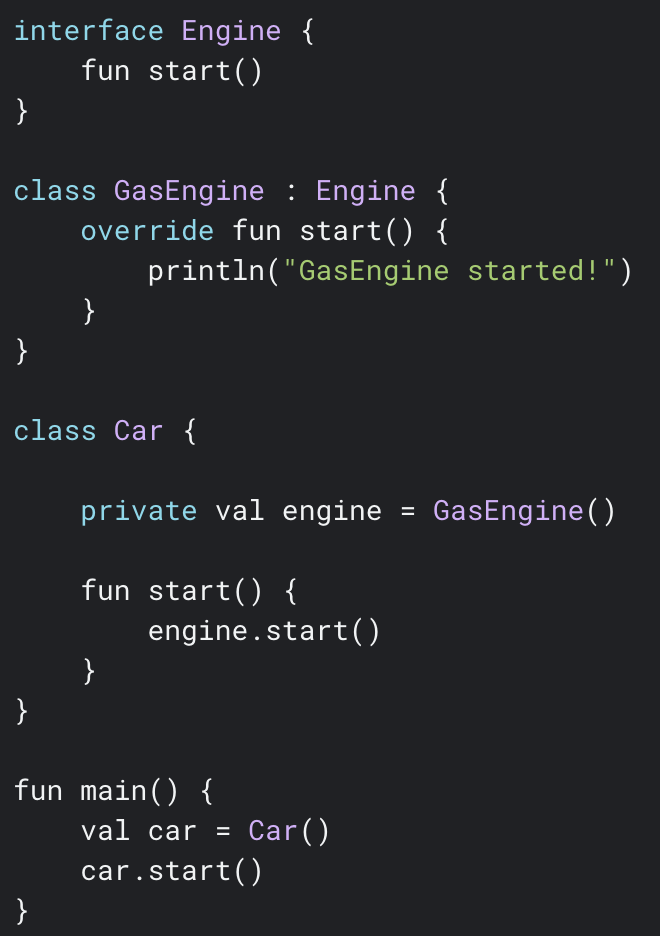 interface Engine {
    fun start()
}

class GasEngine : Engine {
    override fun start() {
        println("GasEngine started!")
    }
}

class Car {

    private val engine = GasEngine()

    fun start() {
        engine.start()
    }
}

fun main() {
    val car = Car()
    car.start()
}